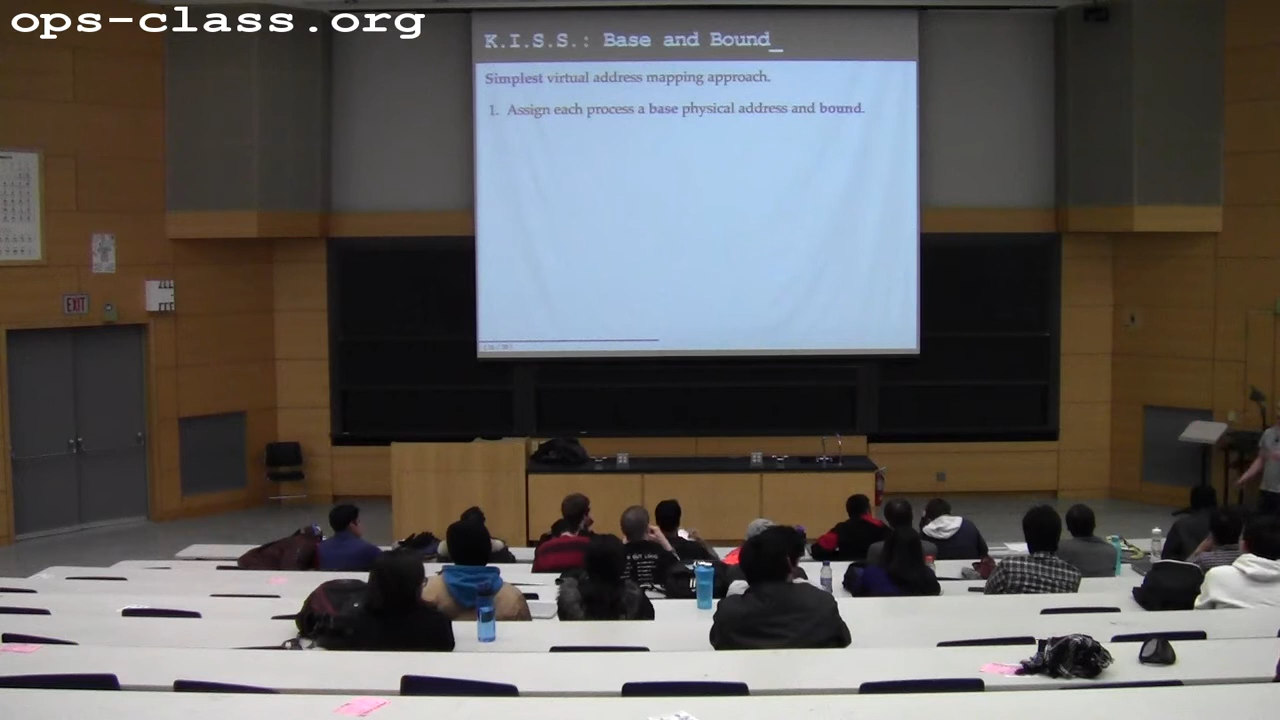 ops-class.org
K.I.S.S.: Base and Bound_
Simplest virtual address mapping approach.
1. Assign each process a base physical address and bound.
EXIT